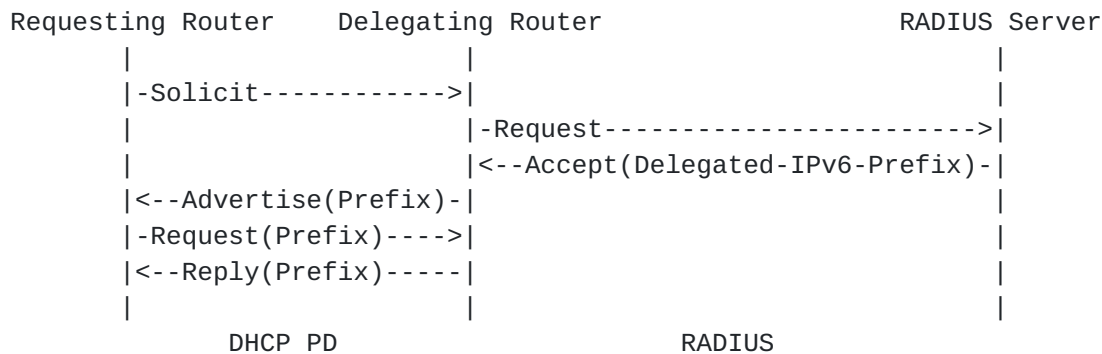 Requesting Router    Delegating Router                   RADIUS Server
       |                     |                                 |
       |-Solicit------------>|                                 |
       |                     |-Request------------------------>|
       |                     |<--Accept(Delegated-IPv6-Prefix)-|
       |<--Advertise(Prefix)-|                                 |
       |-Request(Prefix)---->|                                 |
       |<--Reply(Prefix)-----|                                 |
       |                     |                                 |
              DHCP PD                      RADIUS